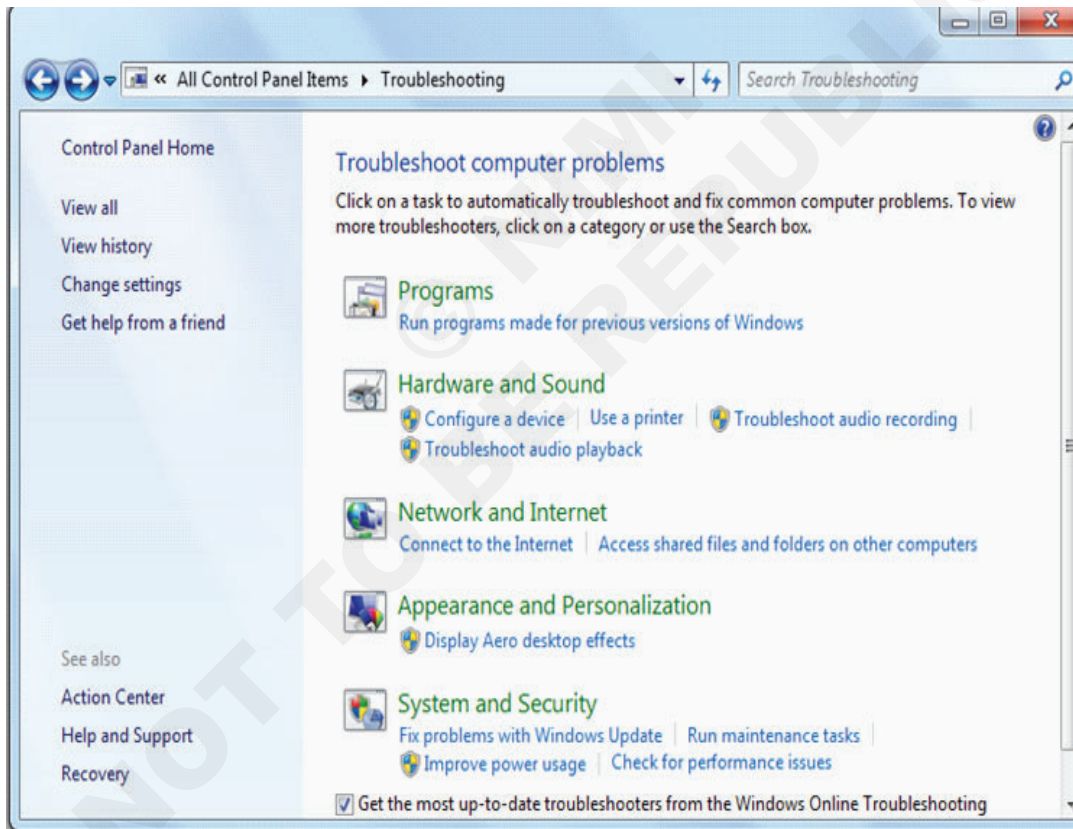 « All Control Panel Items ▸ Troubleshooting
Search Troubleshooting
Control Panel Home
View all
View history
Change settings
Get help from a friend
See also
Action Center
Help and Support
Recovery
Troubleshoot computer problems
Click on a task to automatically troubleshoot and fix common computer problems. To view
more troubleshooters, click on a category or use the Search box.
Programs
Run programs made for previous versions of Windows
Hardware and Sound
Configure a device | Use a printer | Troubleshoot audio recording |
Troubleshoot audio playback
Network and Internet
Connect to the Internet | Access shared files and folders on other computers
Appearance and Personalization
Display Aero desktop effects
System and Security
Fix problems with Windows Update | Run maintenance tasks |
Improve power usage | Check for performance issues
Get the most up-to-date troubleshooters from the Windows Online Troubleshooting
© NIMI
NOT TO BE REPUBLI